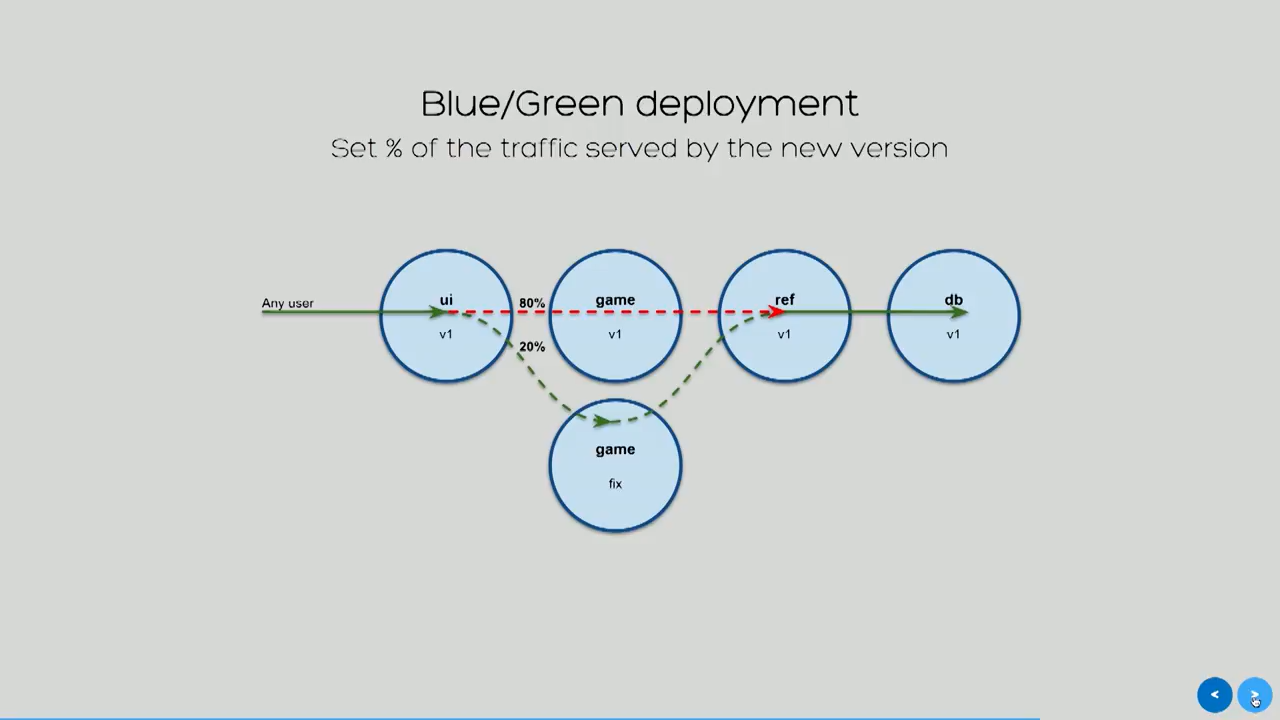 Blue/Green deployment
Set % of the traffic served by the new version
Any user
ui
80%
game
ref
db
v1
20%
v1
v1
v1
game
fix
< >